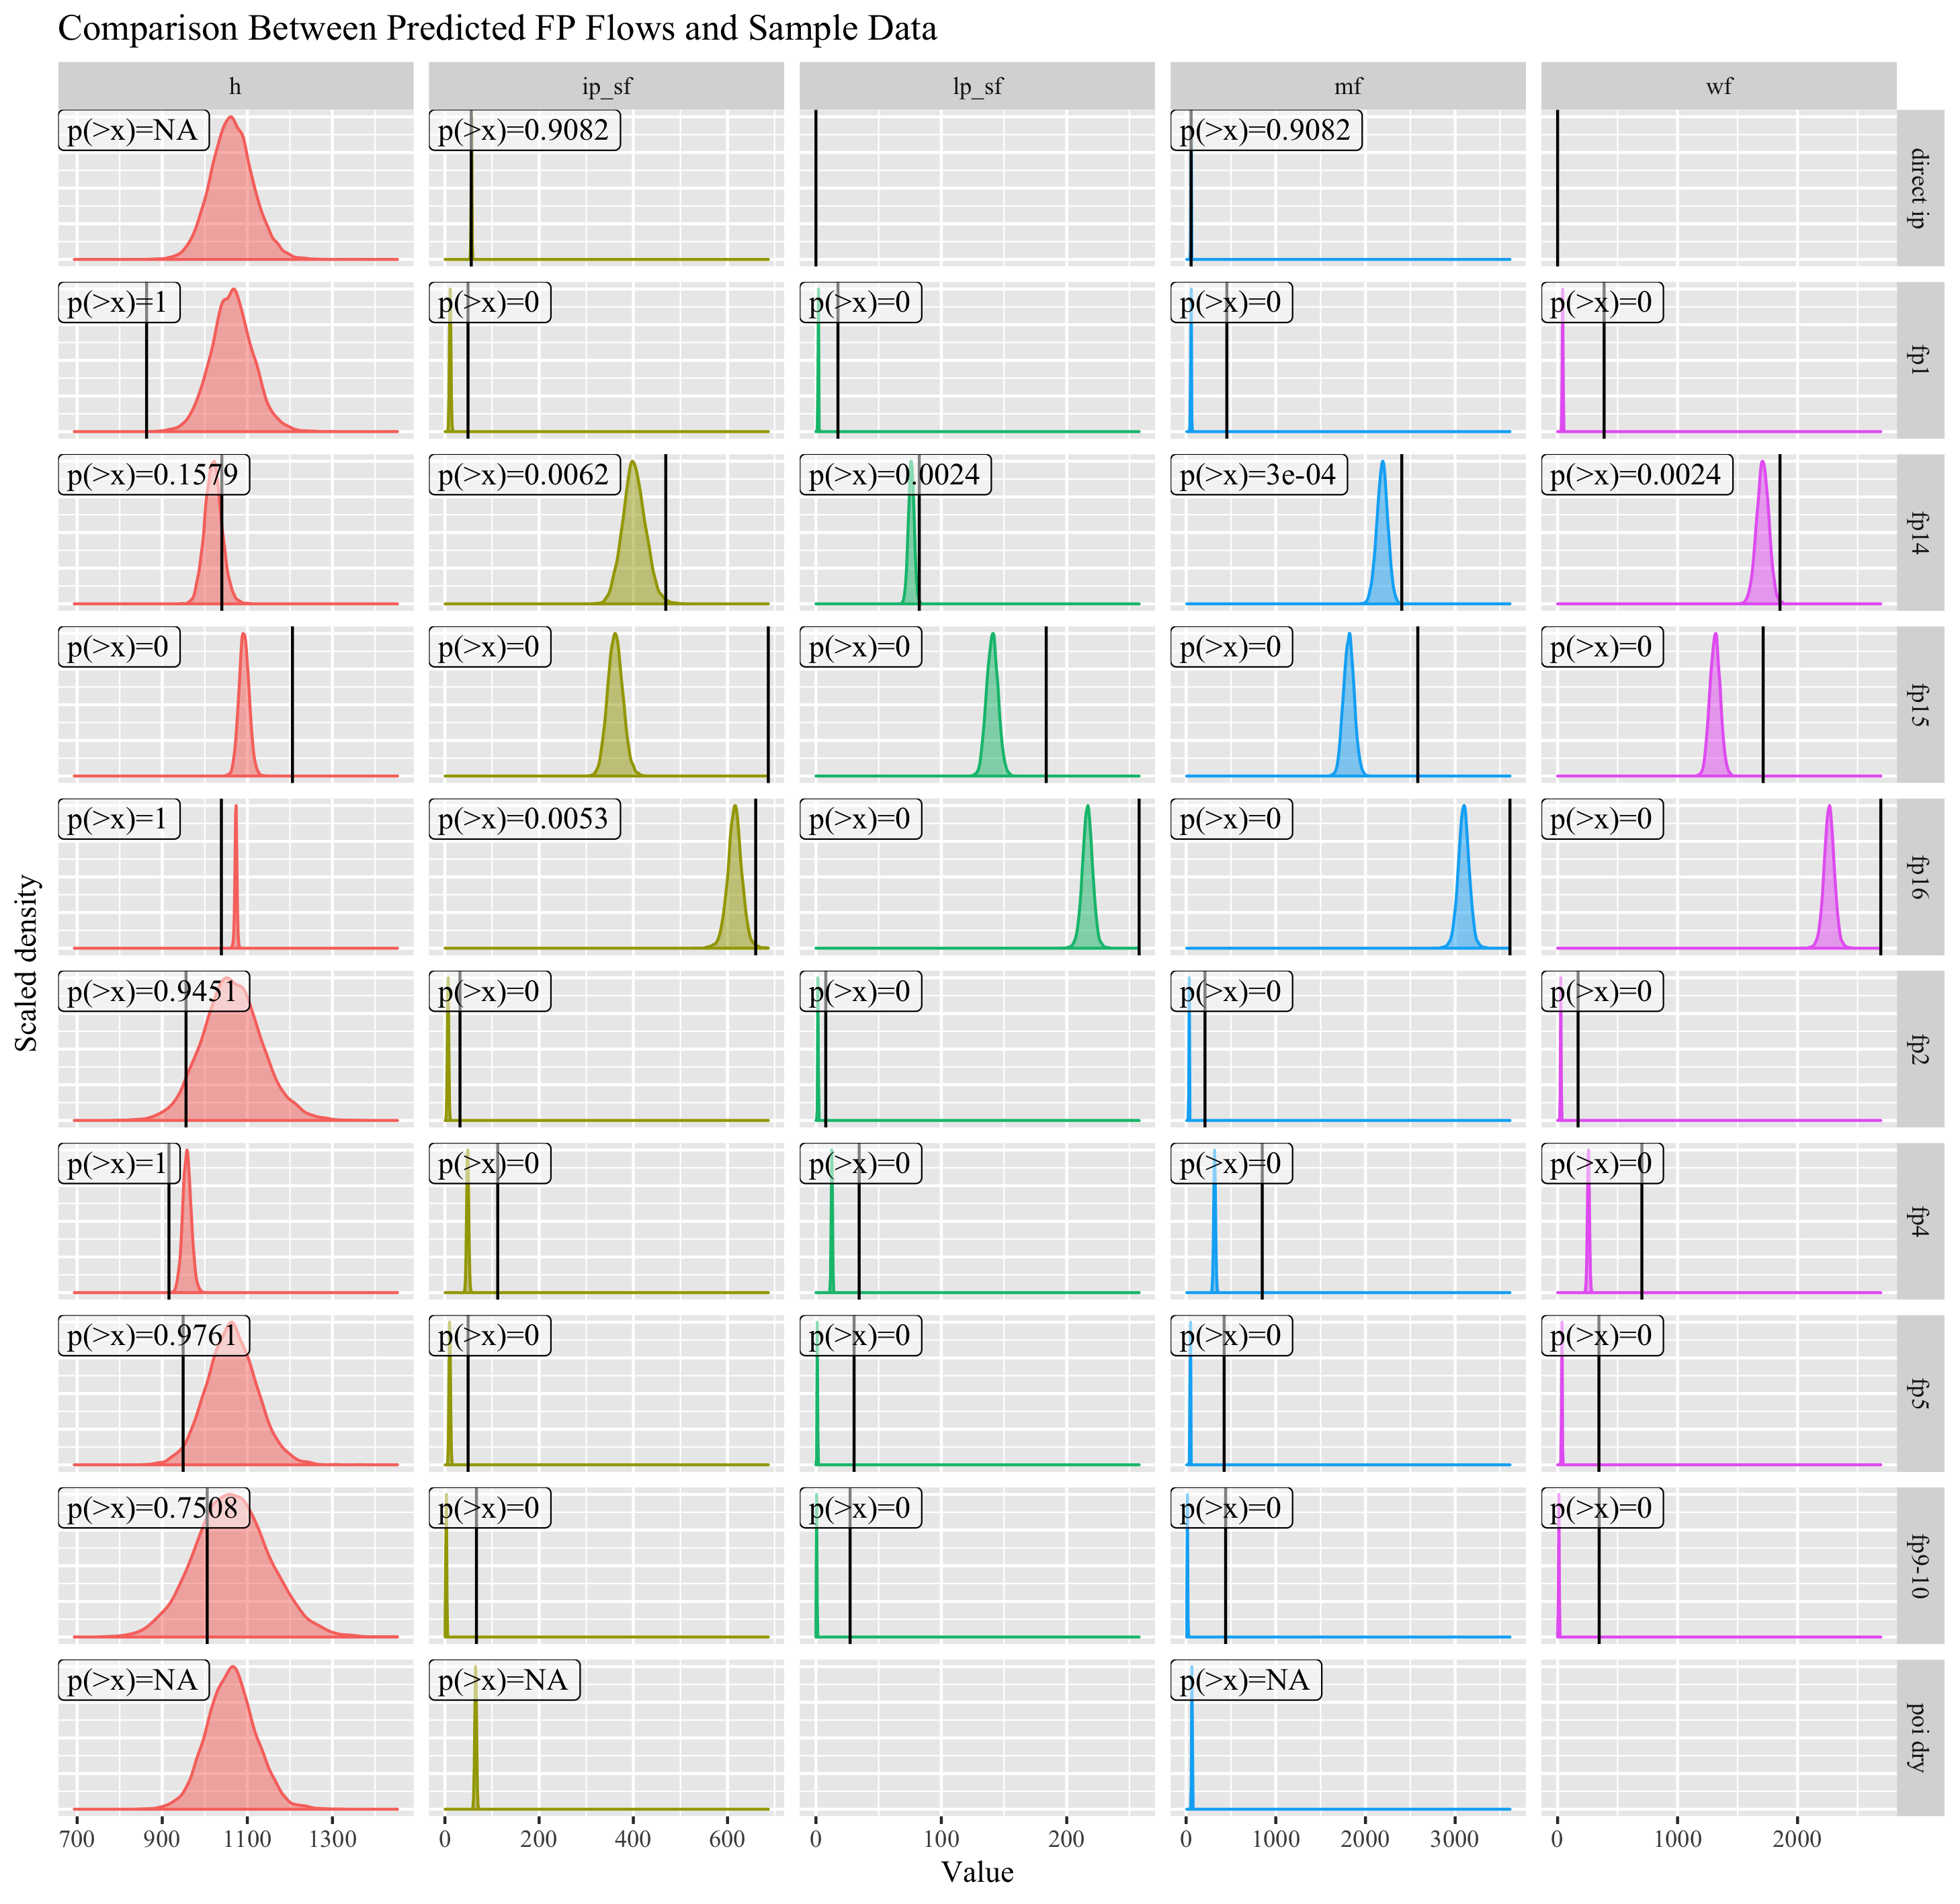 Comparison Between Predicted FP Flows and Sample Data
h ip_sf lp_sf mf wf
p(>x)=NA p(>x)=0.9082 p(>x)=0.9082 direct ip
p(>x)=1 p(>x)=0 p(>x)=0 p(>x)=0 p(>x)=0 fp1
p(>x)=0.1579 p(>x)=0.0062 p(>x)=0.0024 p(>x)=3e-04 p(>x)=0.0024 fp14
p(>x)=0 p(>x)=0 p(>x)=0 p(>x)=0 p(>x)=0 fp15
p(>x)=1 p(>x)=0.0053 p(>x)=0 p(>x)=0 p(>x)=0 fp16
Scaled density
p(>x)=0.9451 p(>x)=0 p(>x)=0 p(>x)=0 p(>x)=0 fp2
p(>x)=1 p(>x)=0 p(>x)=0 p(>x)=0 p(>x)=0 fp4
p(>x)=0.9761 p(>x)=0 p(>x)=0 p(>x)=0 p(>x)=0 fp5
p(>x)=0.7508 p(>x)=0 p(>x)=0 p(>x)=0 p(>x)=0 fp9-10
p(>x)=NA p(>x)=NA p(>x)=NA poi dry
700 900 1100 1300 0 200 400 600 0 100 200 0 1000 2000 3000 0 1000 2000
Value